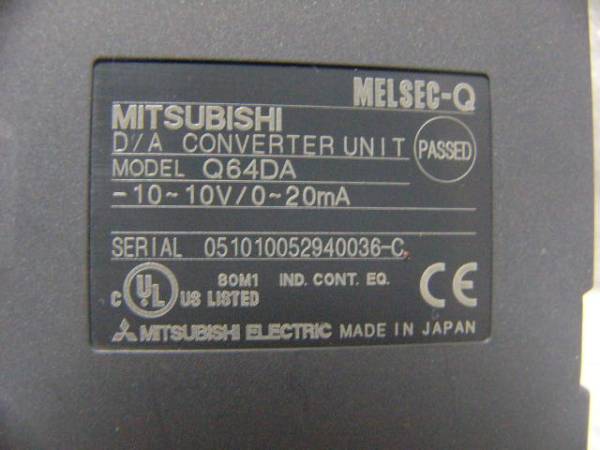 MELSEC-Q
MITSUBISHI
D/A CONVERTER UNIT
PASSED
MODEL Q64DA
-10~10V/0~20mA
SERIAL 051010052940036-C
C UL US LISTED 80M1 IND. CONT. EQ. CE
MITSUBISHI ELECTRIC MADE IN JAPAN